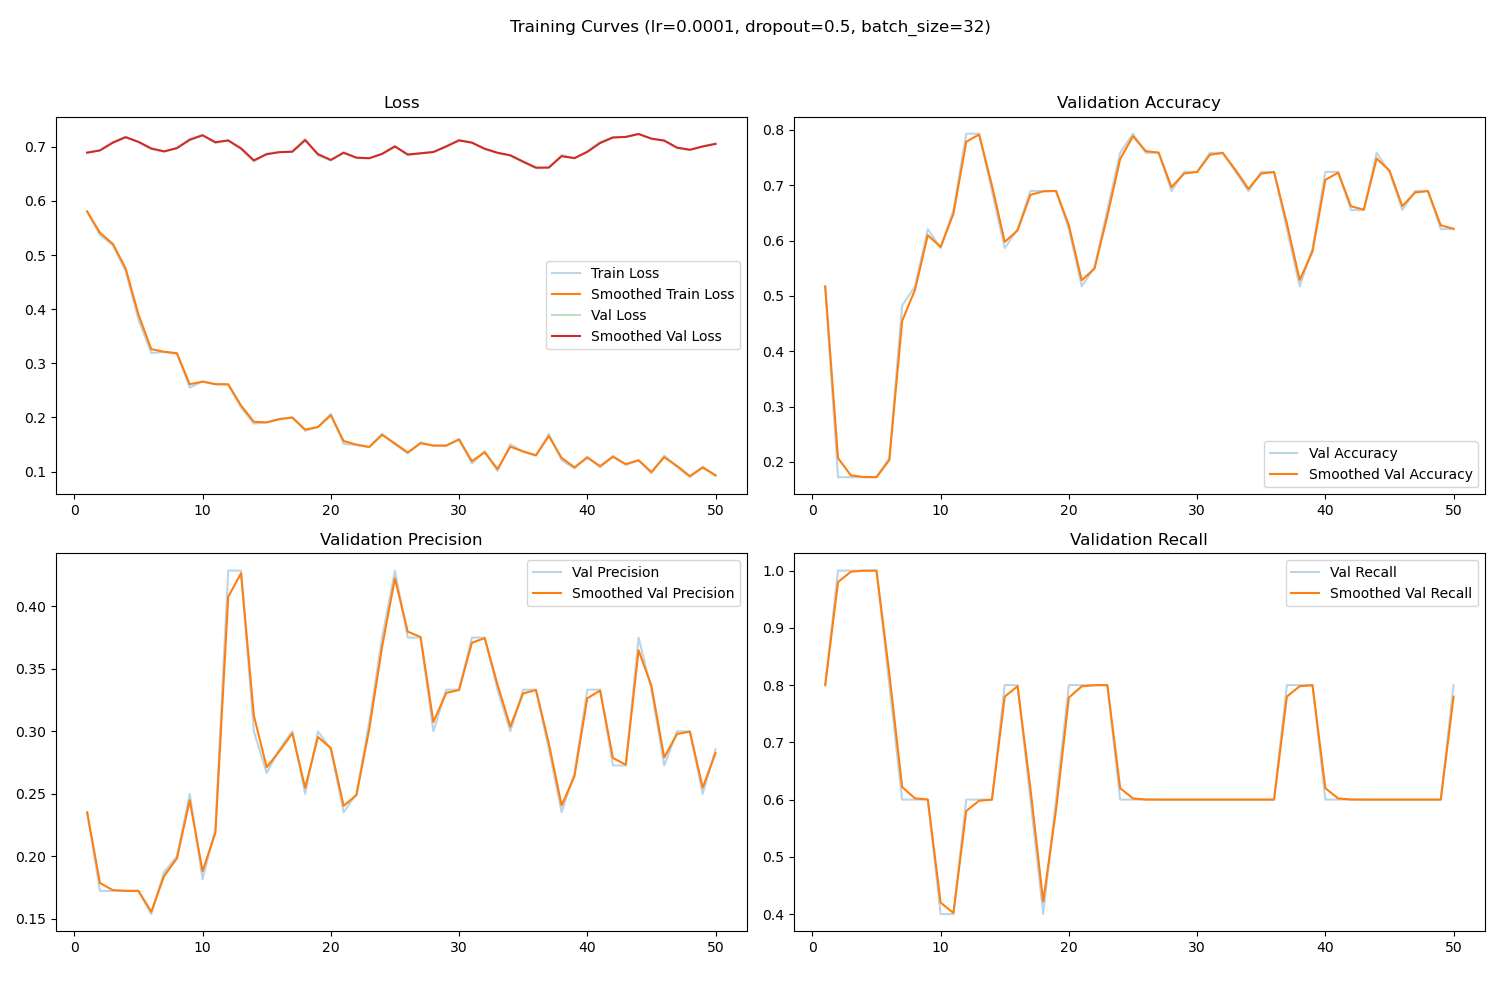 Training Curves (lr=0.0001, dropout=0.5, batch_size=32)
Loss
0.7
0.6
0.5
0.4
0.3
0.2
0.1
0 10 20 30 40 50
Train Loss
Smoothed Train Loss
Val Loss
Smoothed Val Loss
Validation Accuracy
0.8
0.7
0.6
0.5
0.4
0.3
0.2
0 10 20 30 40 50
Val Accuracy
Smoothed Val Accuracy
Validation Precision
0.40
0.35
0.30
0.25
0.20
0.15
0 10 20 30 40 50
Val Precision
Smoothed Val Precision
Validation Recall
1.0
0.9
0.8
0.7
0.6
0.5
0.4
0 10 20 30 40 50
Val Recall
Smoothed Val Recall